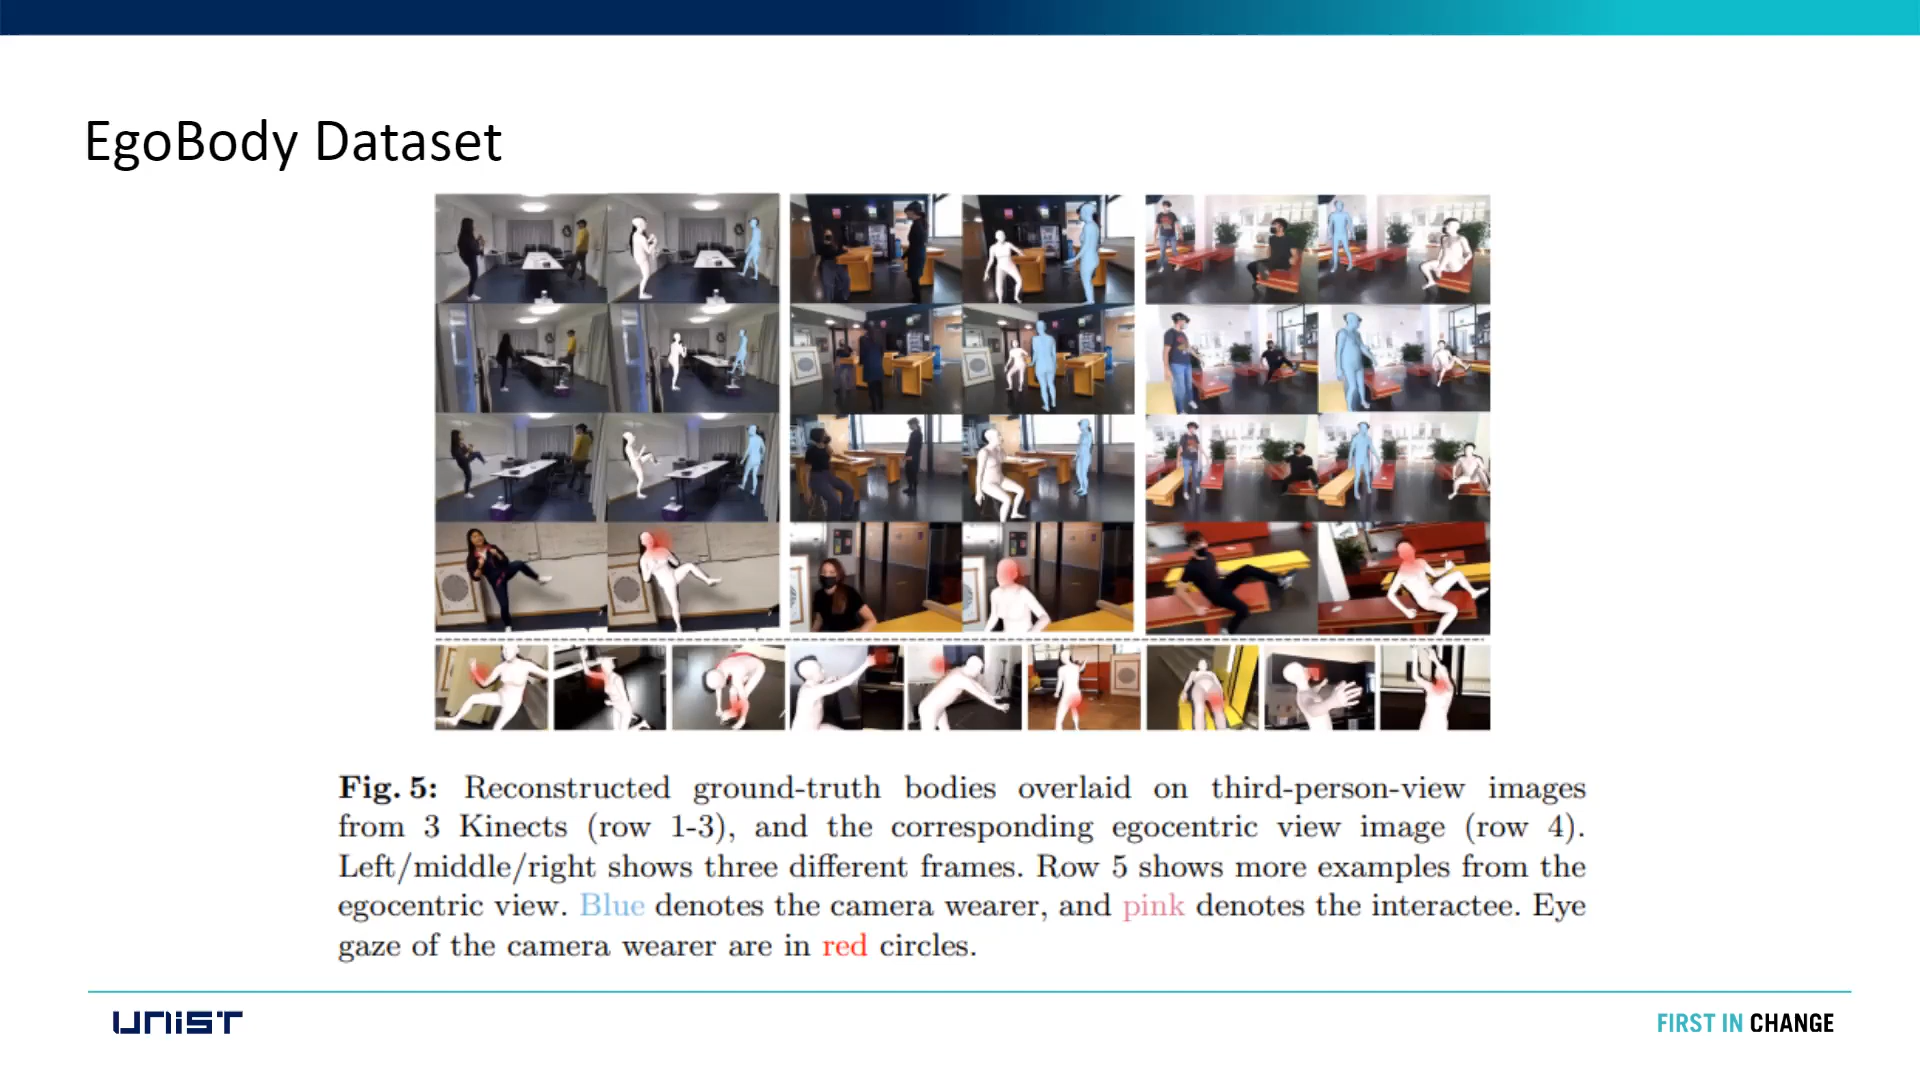 EgoBody Dataset
Fig. 5: Reconstructed ground-truth bodies overlaid on third-person-view images
from 3 Kinects (row 1-3), and the corresponding egocentric view image (row 4).
Left/middle/right shows three different frames. Row 5 shows more examples from the
egocentric view. Blue denotes the camera wearer, and pink denotes the interactee. Eye
gaze of the camera wearer are in red circles.
UNIST
FIRST IN CHANGE